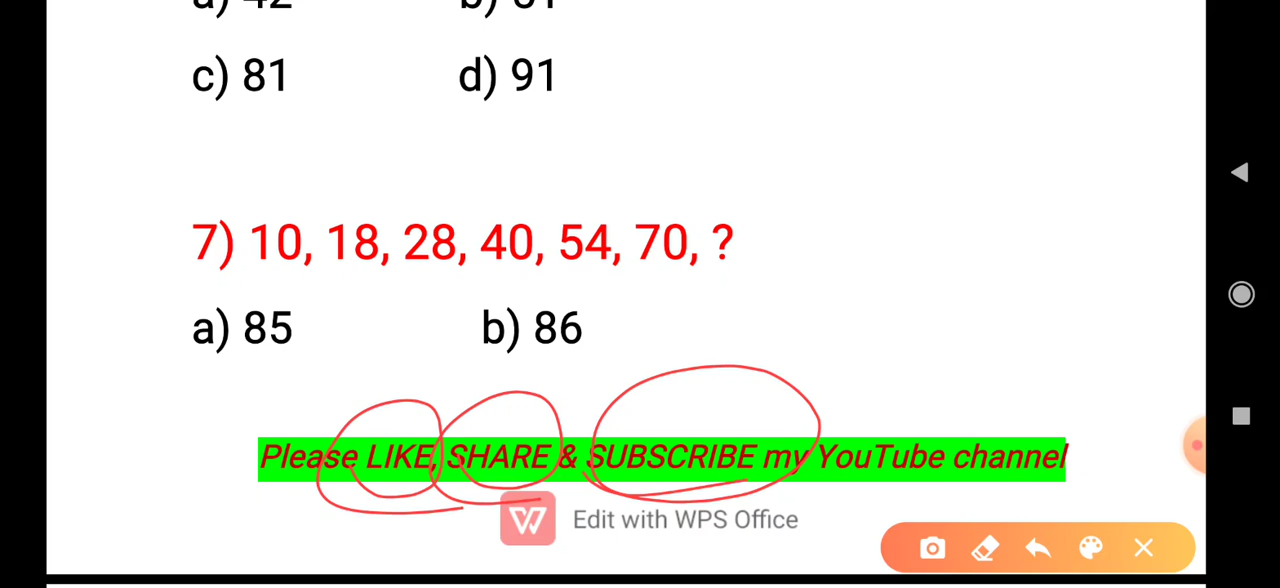 c) 81 d) 91
7) 10, 18, 28, 40, 54, 70, ?
a) 85 b) 86
Please LIKE, SHARE & SUBSCRIBE my YouTube channel
Edit with WPS Office